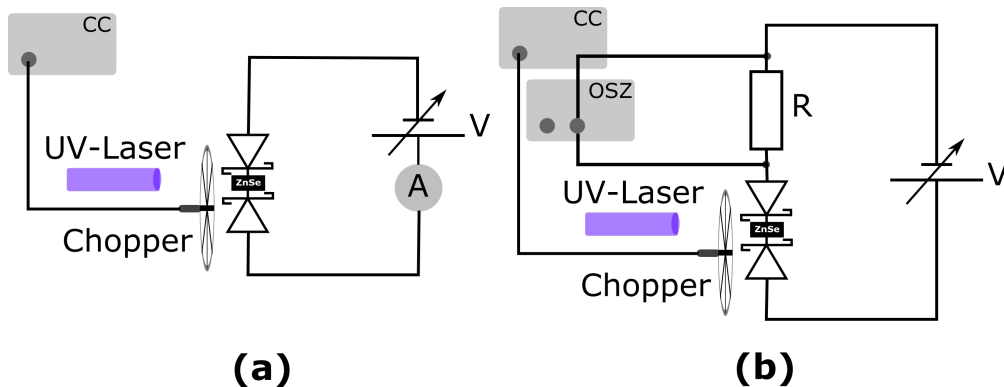 CC
UV-Laser
Chopper
ZnSe
V
A
(a)
CC
OSZ
R
UV-Laser
Chopper
ZnSe
V
(b)